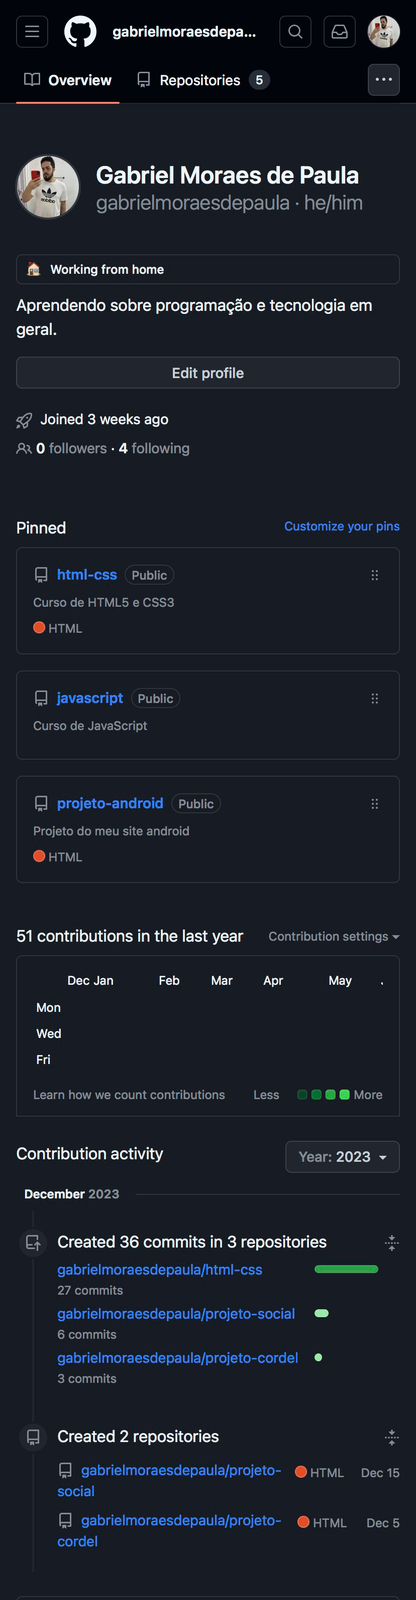 gabrielmoraesdepa...
Overview Repositories 5
Gabriel Moraes de Paula
gabrielmoraesdepaula · he/him
Working from home
Aprendendo sobre programação e tecnologia em
geral.
Edit profile
Joined 3 weeks ago
0 followers · 4 following
Pinned Customize your pins
html-css Public
Curso de HTML5 e CSS3
HTML
javascript Public
Curso de JavaScript
projeto-android Public
Projeto do meu site android
HTML
51 contributions in the last year Contribution settings
Dec Jan Feb Mar Apr May
Mon
Wed
Fri
Learn how we count contributions Less More
Contribution activity Year: 2023
December 2023
Created 36 commits in 3 repositories
gabrielmoraesdepaula/html-css
27 commits
gabrielmoraesdepaula/projeto-social
6 commits
gabrielmoraesdepaula/projeto-cordel
3 commits
Created 2 repositories
gabrielmoraesdepaula/projeto- HTML Dec 15
social
gabrielmoraesdepaula/projeto- HTML Dec 5
cordel